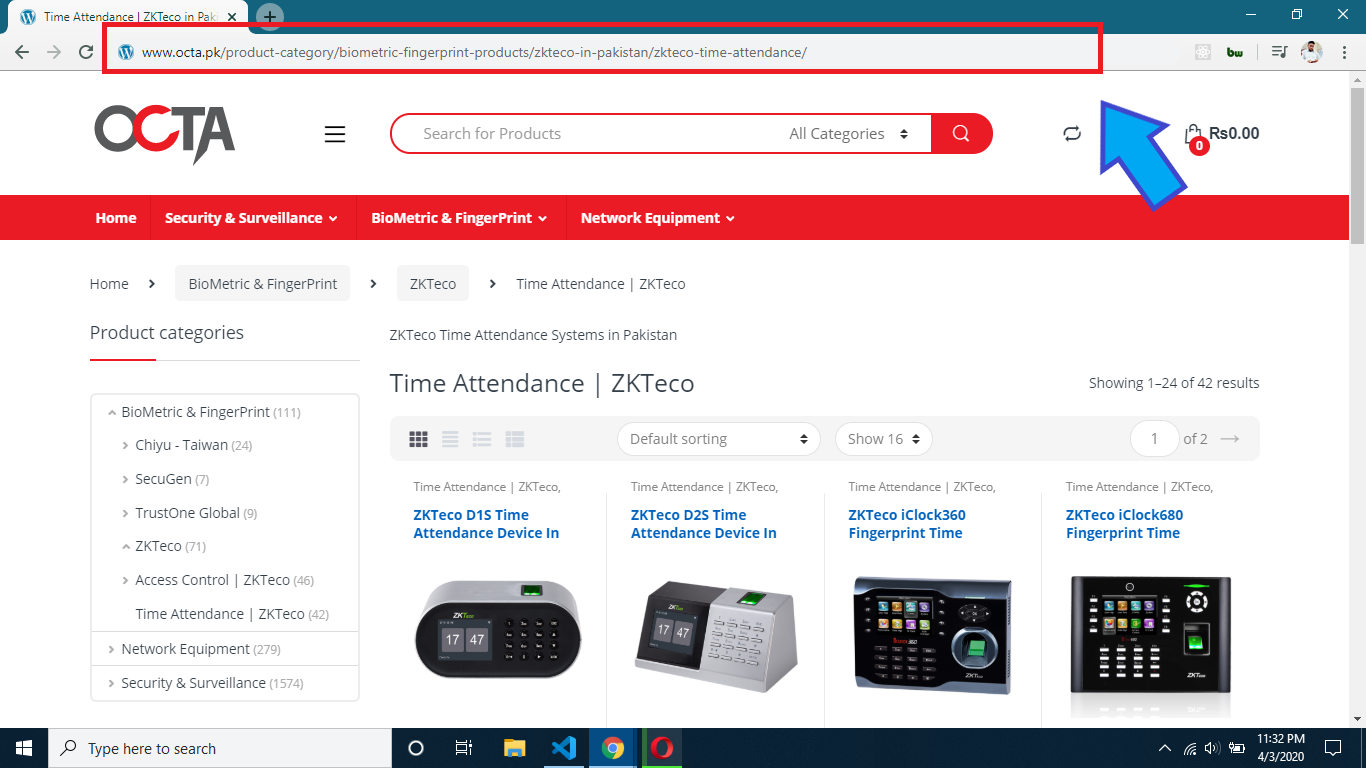 Time Attendance | ZKTeco in Paki
www.octa.pk/product-category/biometric-fingerprint-products/zkteco-in-pakistan/zkteco-time-attendance/
bw
OCTA
Search for Products
All Categories
0
₨0.00
Home
Security & Surveillance
BioMetric & FingerPrint
Network Equipment
Home
BioMetric & FingerPrint
ZKTeco
Time Attendance | ZKTeco
Product categories
BioMetric & FingerPrint (111)
Chiyu - Taiwan (24)
SecuGen (7)
TrustOne Global (9)
ZKTeco (71)
Access Control | ZKTeco (46)
Time Attendance | ZKTeco (42)
Network Equipment (279)
Security & Surveillance (1574)
ZKTeco Time Attendance Systems in Pakistan
Time Attendance | ZKTeco
Showing 1–24 of 42 results
Default sorting
Show 16
1
of 2
Time Attendance | ZKTeco,
ZKTeco D1S Time
Attendance Device In
ZKTeco
17 47
Time Attendance | ZKTeco,
ZKTeco D2S Time
Attendance Device In
ZKTeco
17 47
Time Attendance | ZKTeco,
ZKTeco iClock360
Fingerprint Time
ZKTeco
Time Attendance | ZKTeco,
ZKTeco iClock680
Fingerprint Time
ZKTeco
Type here to search
11:32 PM
4/3/2020